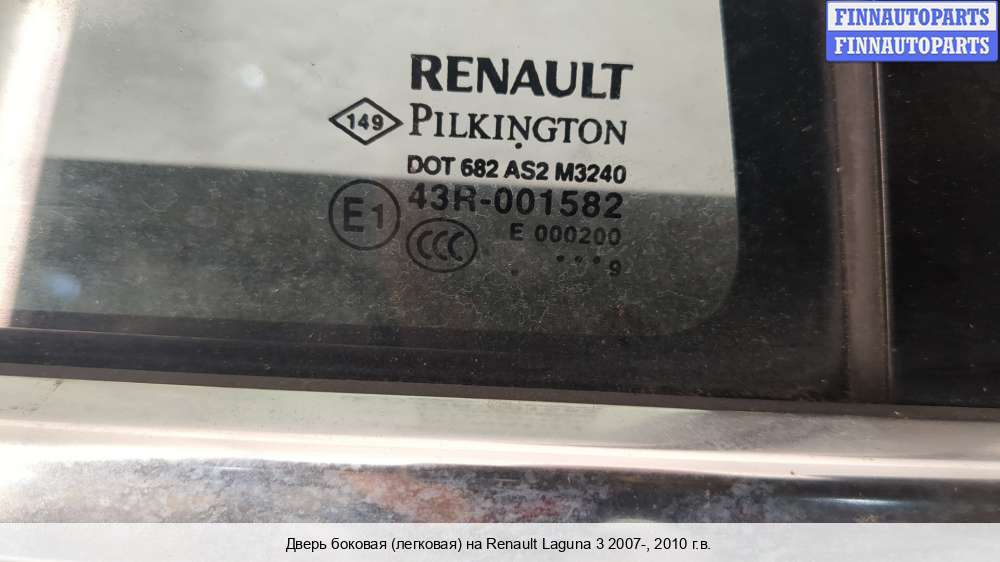 FINNAUTOPARTS
FINNAUTOPARTS
RENAULT
149 PILKINGTON
DOT 682 AS2 M3240
E1 43R-001582
CCC E 000200
. ...9
Дверь боковая (легковая) на Renault Laguna 3 2007-, 2010 г.в.